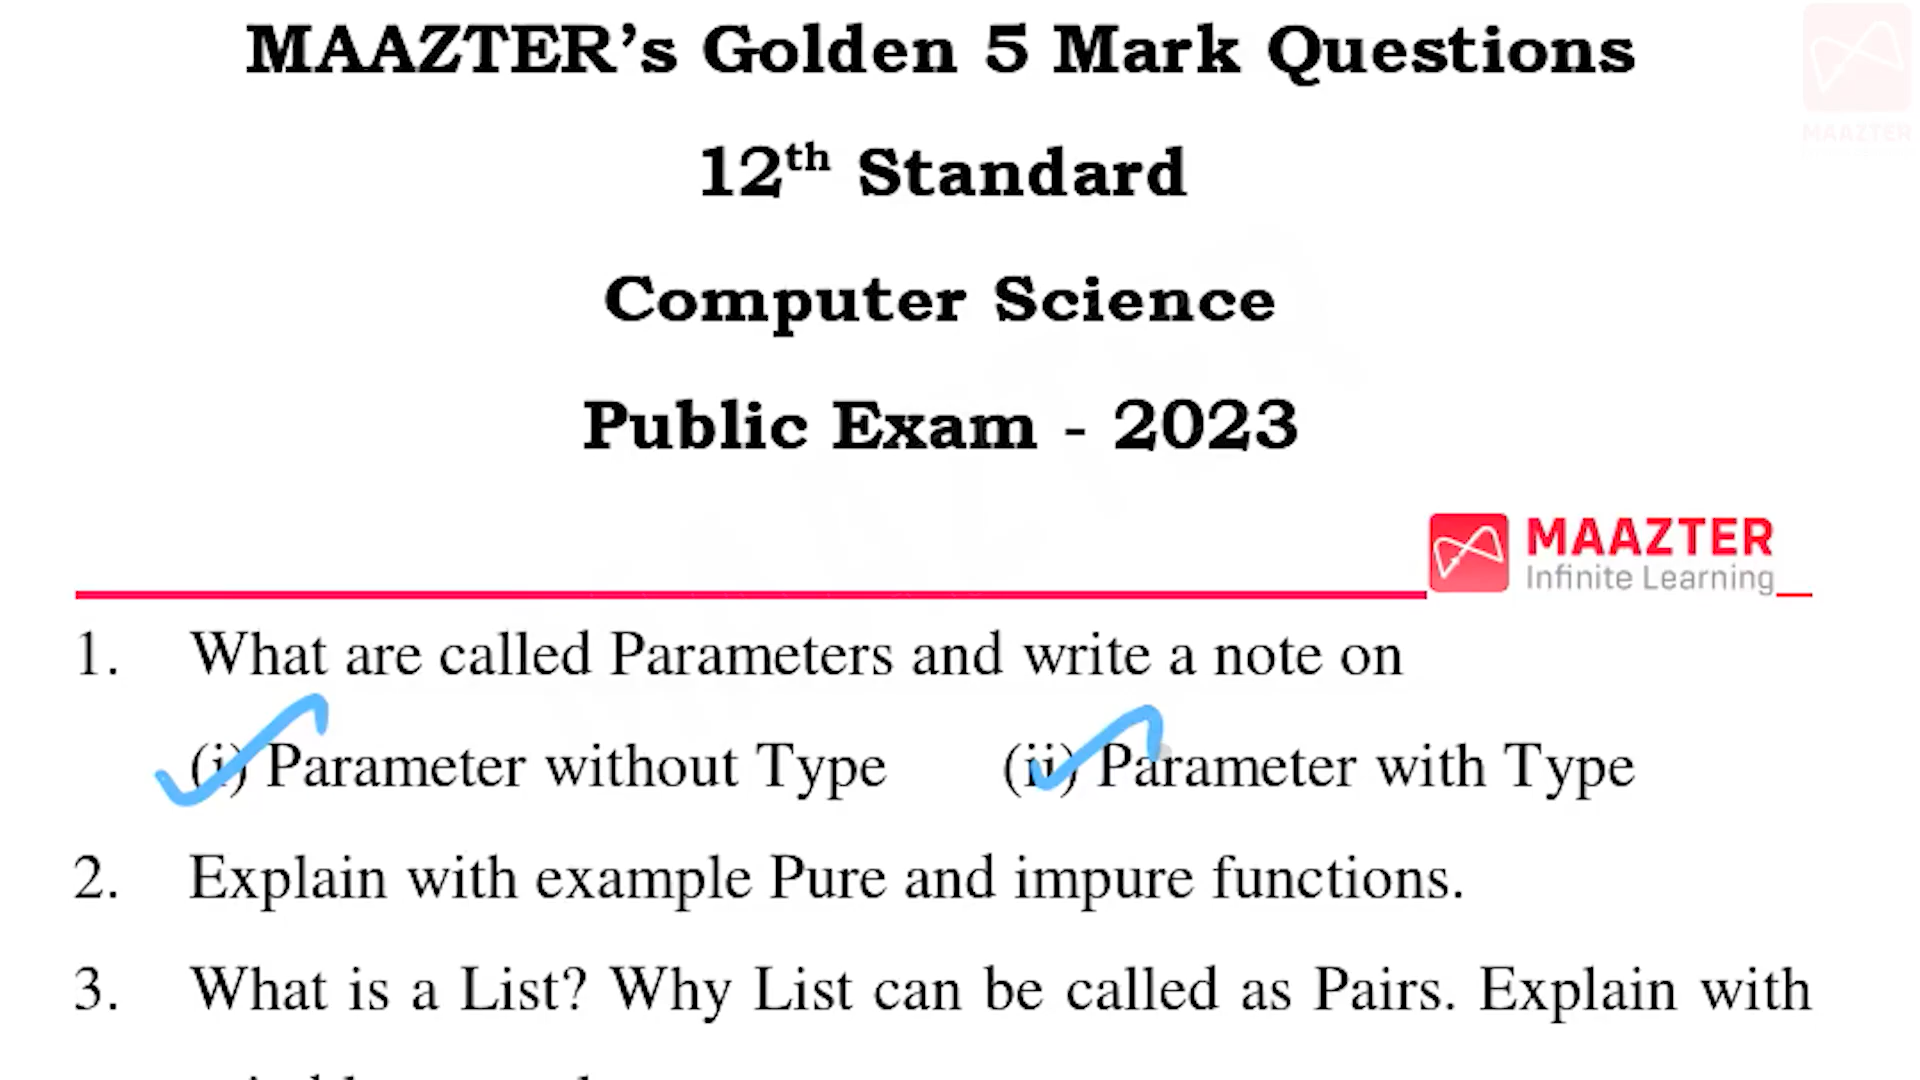 MAAZTER’s Golden 5 Mark Questions
MAAZTER
12th Standard
Computer Science
Public Exam - 2023
MAAZTER
Infinite Learning
1. What are called Parameters and write a note on
(i) Parameter without Type (ii) Parameter with Type
2. Explain with example Pure and impure functions.
3. What is a List? Why List can be called as Pairs. Explain with